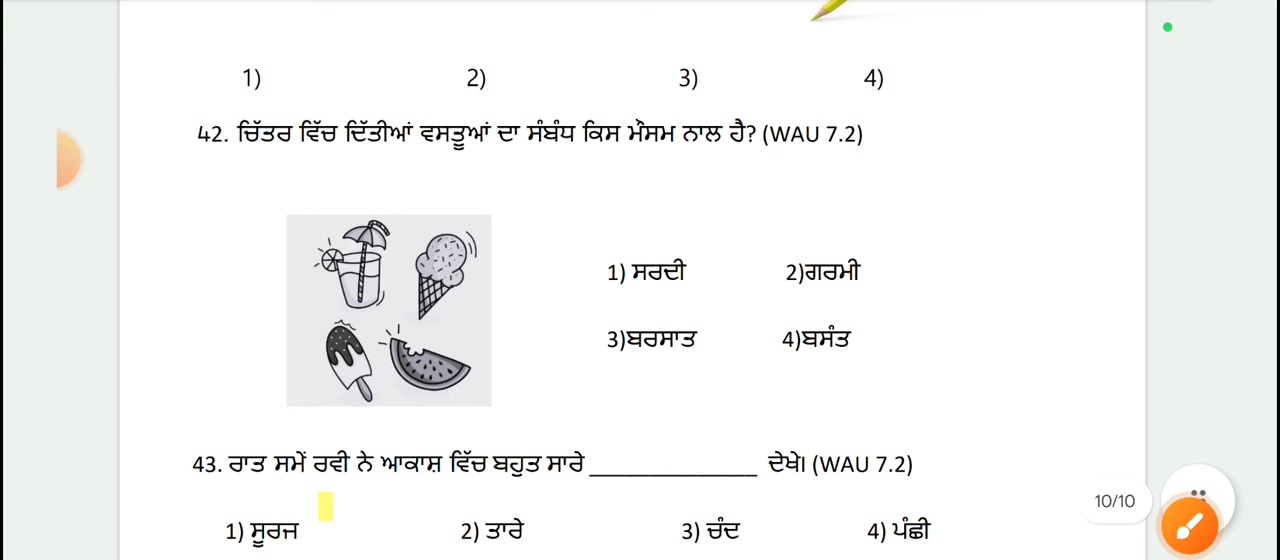 1) 2) 3) 4)
42. ਚਿੱਤਰ ਵਿੱਚ ਦਿੱਤੀਆਂ ਵਸਤੂਆਂ ਦਾ ਸੰਬੰਧ ਕਿਸ ਮੌਸਮ ਨਾਲ ਹੈ? (WAU 7.2)
1) ਸਰਦੀ 2)ਗਰਮੀ
3)ਬਰਸਾਤ 4)ਬਸੰਤ
43. ਰਾਤ ਸਮੇਂ ਰਵੀ ਨੇ ਆਕਾਸ਼ ਵਿੱਚ ਬਹੁਤ ਸਾਰੇ ______________ ਦੇਖੇ। (WAU 7.2)
10/10
1) ਸੂਰਜ 2) ਤਾਰੇ 3) ਚੰਦ 4) ਪੰਛੀ